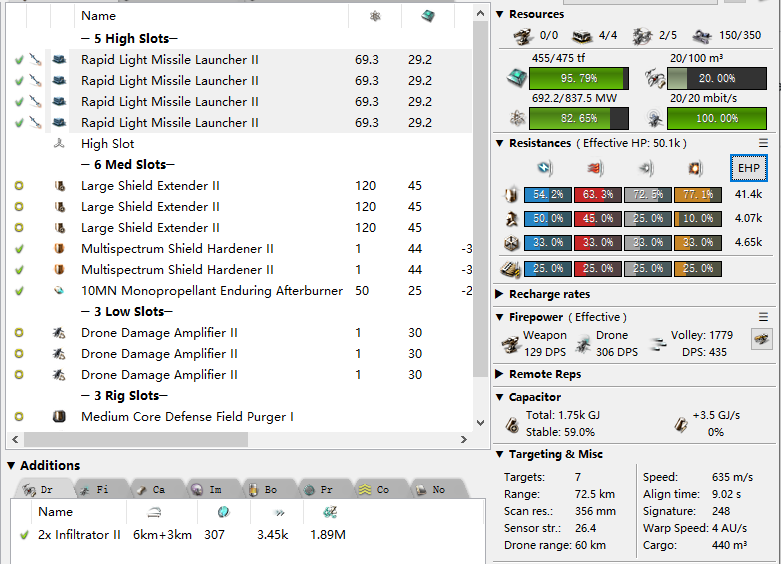 Name
− 5 High Slots−
Rapid Light Missile Launcher II 69.3 29.2
Rapid Light Missile Launcher II 69.3 29.2
Rapid Light Missile Launcher II 69.3 29.2
Rapid Light Missile Launcher II 69.3 29.2
High Slot
− 6 Med Slots−
Large Shield Extender II 120 45
Large Shield Extender II 120 45
Large Shield Extender II 120 45
Multispectrum Shield Hardener II 1 44 -3
Multispectrum Shield Hardener II 1 44 -3
10MN Monopropellant Enduring Afterburner 50 25 -2
− 3 Low Slots−
Drone Damage Amplifier II 1 30
Drone Damage Amplifier II 1 30
Drone Damage Amplifier II 1 30
− 3 Rig Slots−
Medium Core Defense Field Purger I
Additions
Dr Fi Ca Im Bo Pr Co No
Name
2x Infiltrator II 6km+3km 307 3.45k 1.89M
Resources
0/0 4/4 2/5 150/350
455/475 tf 20/100 m³
95.79% 20.00%
692.2/837.5 MW 20/20 mbit/s
82.65% 100.00%
Resistances (Effective HP: 50.1k)
EHP
54.2% 63.3% 72.5% 77.1% 41.4k
50.0% 45.0% 25.0% 10.0% 4.07k
33.0% 33.0% 33.0% 33.0% 4.65k
25.0% 25.0% 25.0% 25.0%
Recharge rates
Firepower (Effective)
Weapon Drone Volley: 1779
129 DPS 306 DPS DPS: 435
Remote Reps
Capacitor
Total: 1.75k GJ +3.5 GJ/s
Stable: 59.0% 0%
Targeting & Misc
Targets: 7 Speed: 635 m/s
Range: 72.5 km Align time: 9.02 s
Scan res.: 356 mm Signature: 248
Sensor str.: 26.4 Warp Speed: 4 AU/s
Drone range: 60 km Cargo: 440 m³